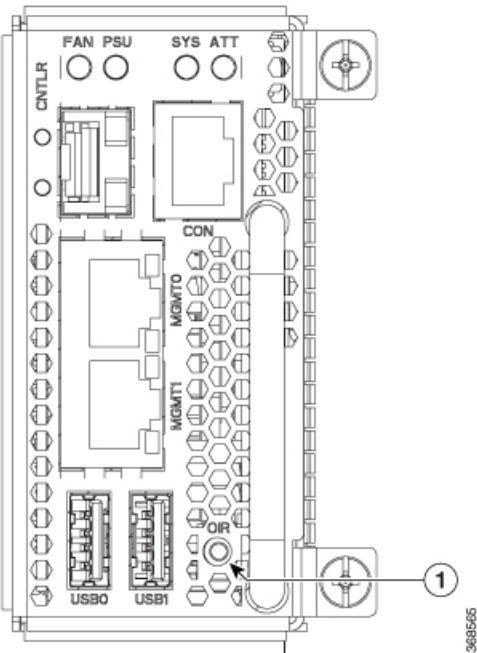 FAN PSU SYS ATT
CNTLR
CON
MGMT0
MGMT1
OIR
1
USB0 USB1
368565